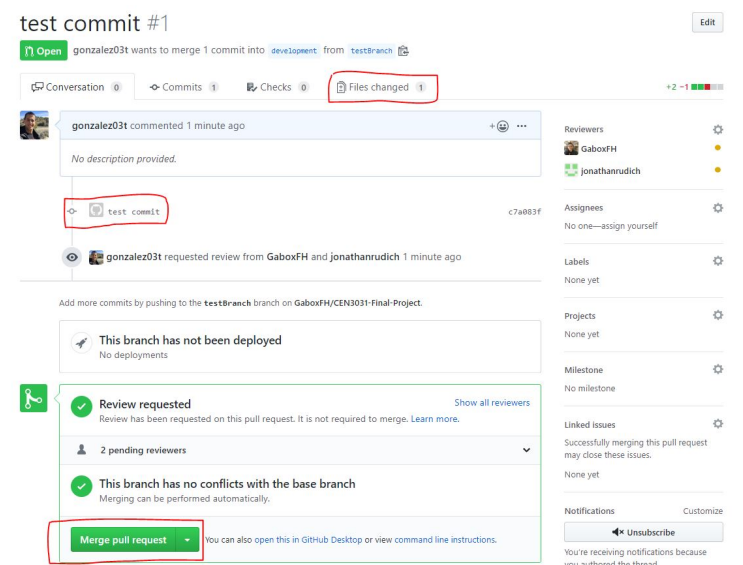 test commit #1
Edit
Open gonzalez03t wants to merge 1 commit into development from testBranch
Conversation 0 Commits 1 Checks 0 Files changed 1 +2 −1
gonzalez03t commented 1 minute ago
No description provided.
test commit c7a083f
gonzalez03t requested review from GaboxFH and jonathanrudich 1 minute ago
Add more commits by pushing to the testBranch branch on GaboxFH/CEN3031-Final-Project.
This branch has not been deployed
No deployments
Review requested Show all reviewers
Review has been requested on this pull request. It is not required to merge. Learn more.
2 pending reviewers
This branch has no conflicts with the base branch
Merging can be performed automatically.
Merge pull request You can also open this in GitHub Desktop or view command line instructions.
Reviewers
GaboxFH
jonathanrudich
Assignees
No one—assign yourself
Labels
None yet
Projects
None yet
Milestone
No milestone
Linked issues
Successfully merging this pull request
may close these issues.
None yet
Notifications Customize
Unsubscribe
You're receiving notifications because
you authored the thread.